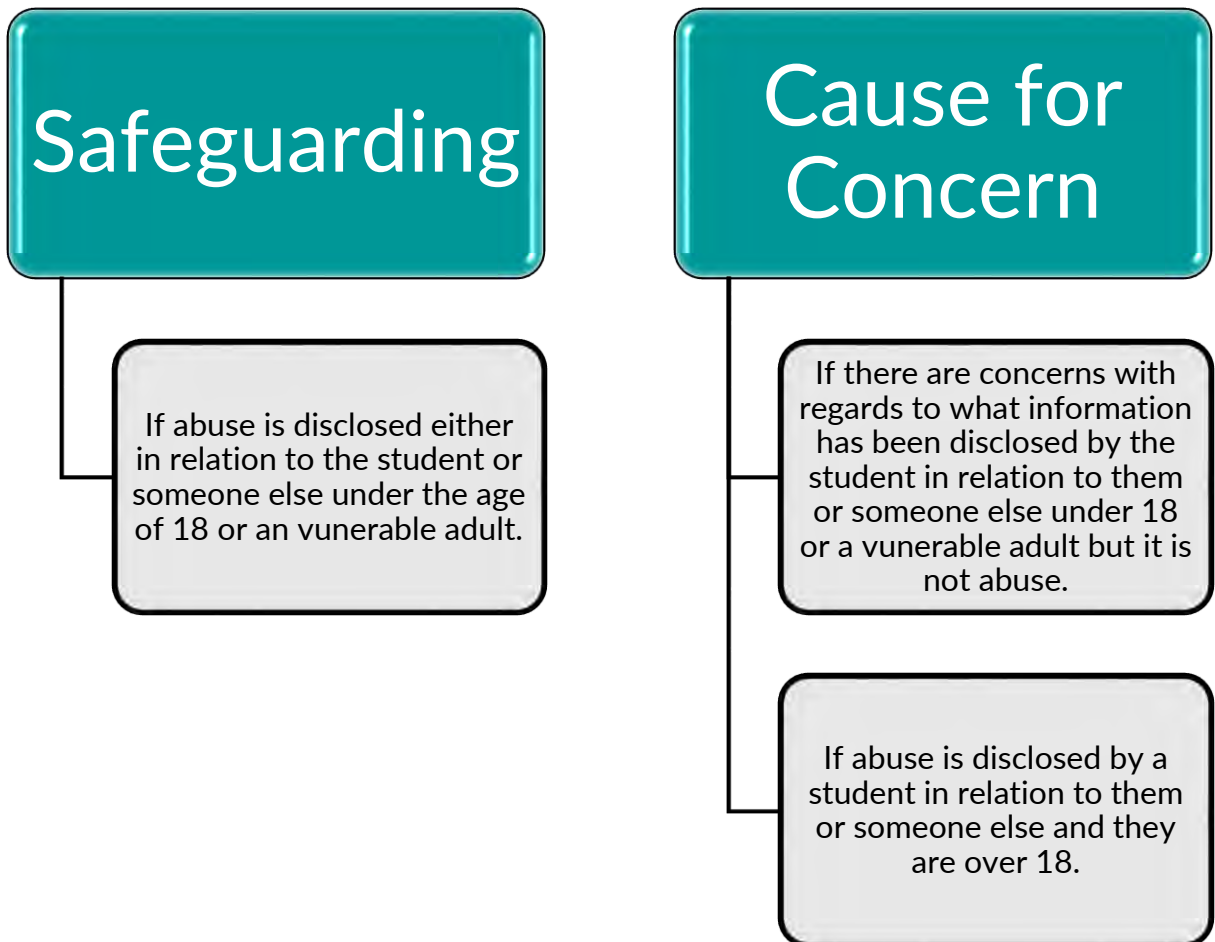 Safeguarding
If abuse is disclosed either
in relation to the student or
someone else under the age
of 18 or an vunerable adult.
Cause for
Concern
If there are concerns with
regards to what information
has been disclosed by the
student in relation to them
or someone else under 18
or a vunerable adult but it is
not abuse.
If abuse is disclosed by a
student in relation to them
or someone else and they
are over 18.